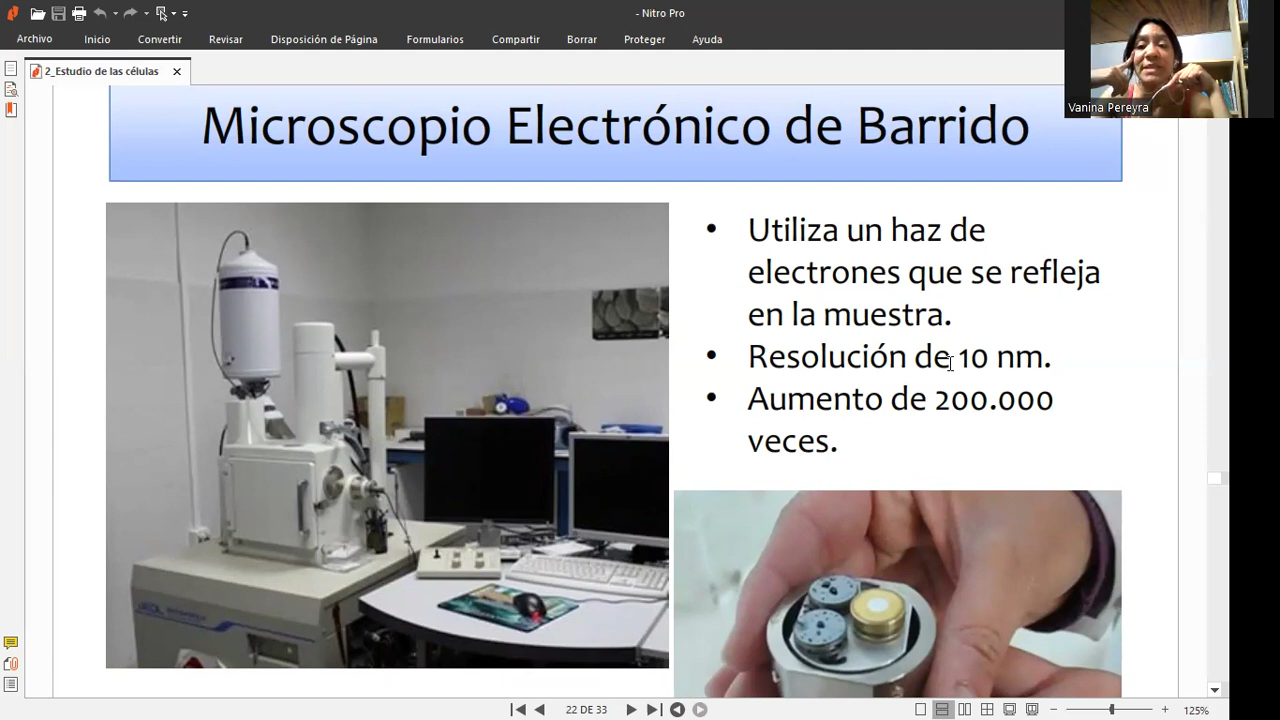 - Nitro Pro
Archivo Inicio Convertir Revisar Disposición de Página Formularios Compartir Borrar Proteger Ayuda
2_Estudio de las células
Vanina Pereyra
Microscopio Electrónico de Barrido
• Utiliza un haz de
electrones que se refleja
en la muestra.
• Resolución de 10 nm.
• Aumento de 200.000
veces.
JEOL
22 DE 33
125%